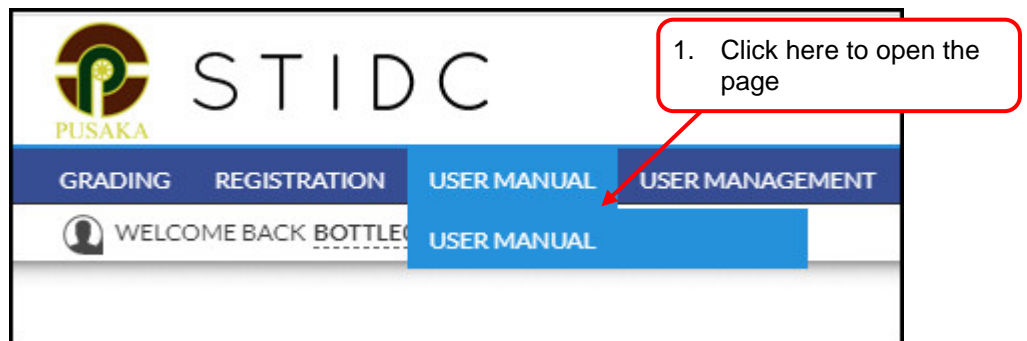 STIDC
PUSAKA
1. Click here to open the
page
GRADING REGISTRATION USER MANUAL USER MANAGEMENT
WELCOME BACK
USER MANUAL